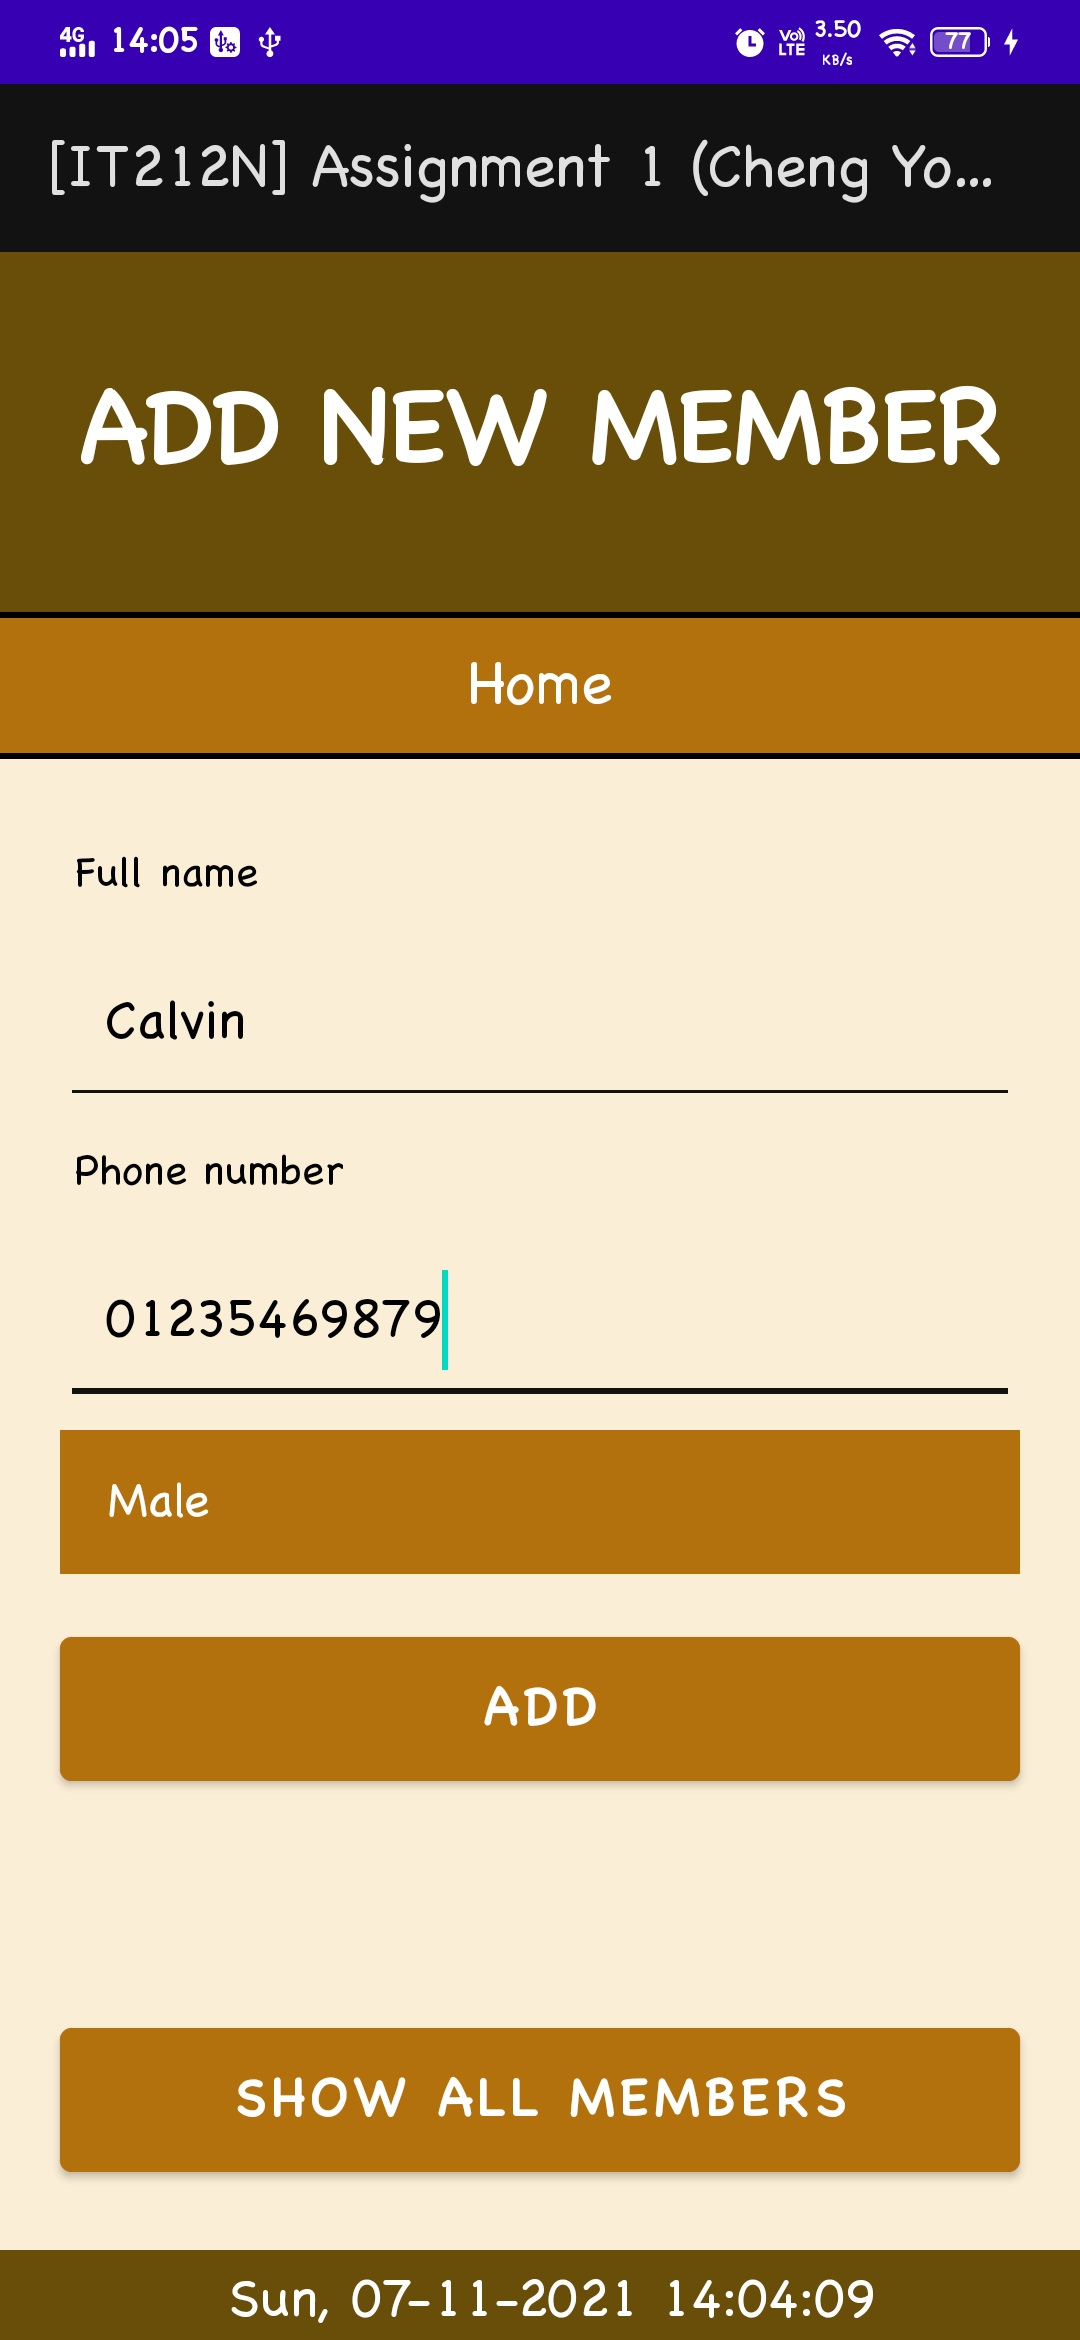 4G 14:05 Vo) LTE 3.50 KB/s 77
[IT212N] Assignment 1 (Cheng Yo...
ADD NEW MEMBER
Home
Full name
Calvin
Phone number
01235469879
Male
ADD
SHOW ALL MEMBERS
Sun, 07-11-2021 14:04:09